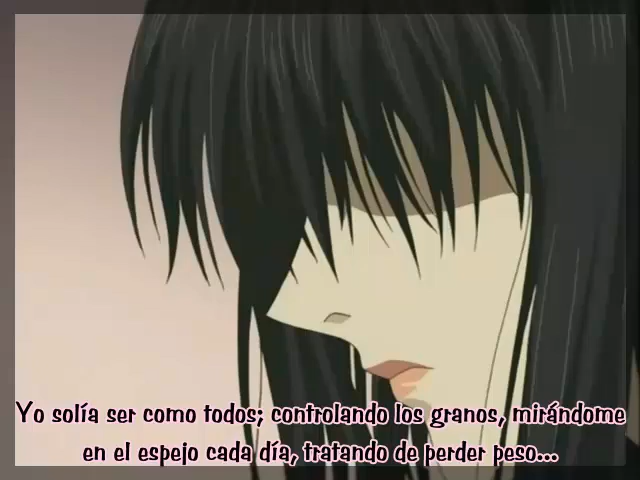 Yo solía ser como todos; controlando los granos, mirándome
en el espejo cada día, tratando de perder peso...